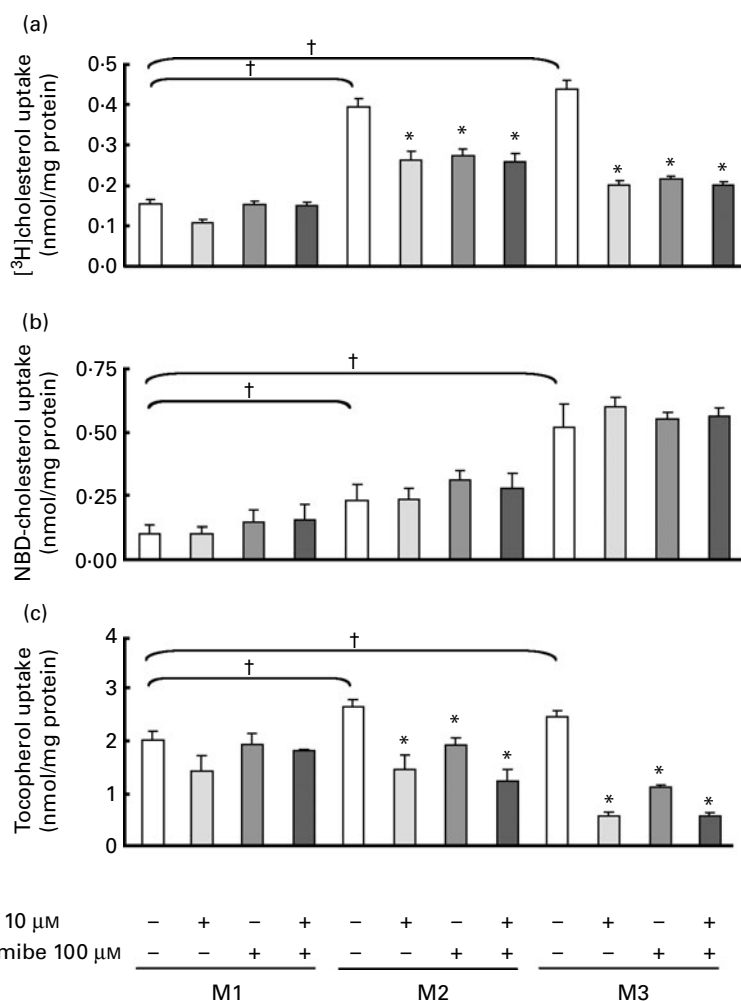 (a)
[³H]cholesterol uptake
(nmol/mg protein)
0·5
0·4
0·3
0·2
0·1
0·0
†
†
* * * * * *
(b)
NBD-cholesterol uptake
(nmol/mg protein)
0·75
0·50
0·25
0·00
†
†
(c)
Tocopherol uptake
(nmol/mg protein)
4
3
2
1
0
†
†
* * * * * *
10 μM − + − + − + − + − + − +
mibe 100 μM − − + + − − + + − − + +
M1 M2 M3